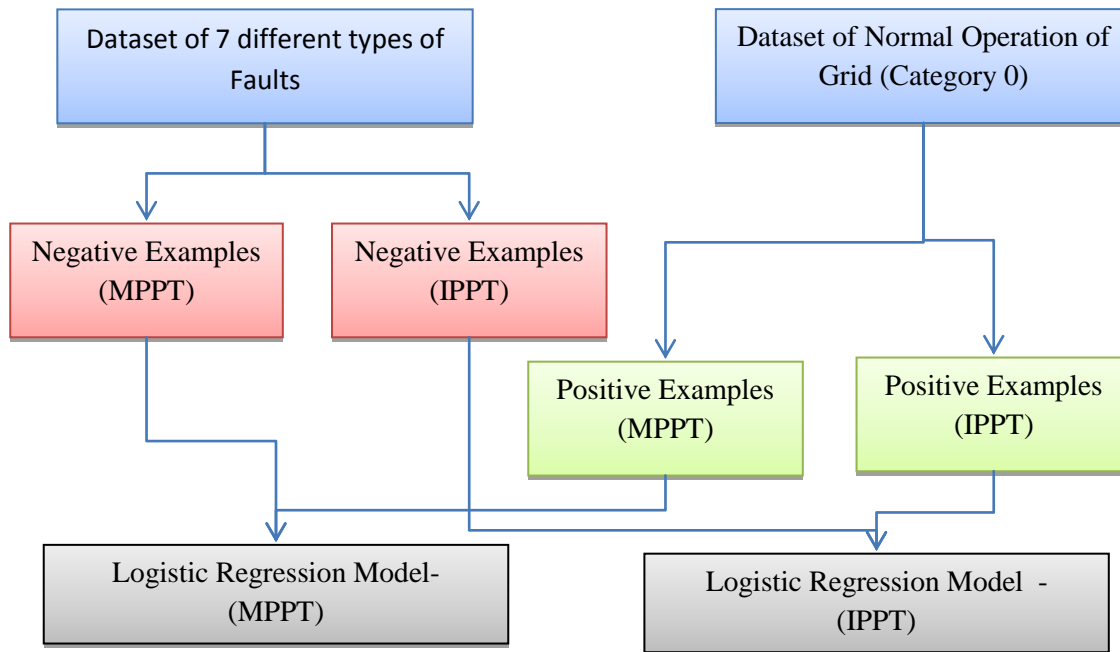 Dataset of 7 different types of
Faults
Dataset of Normal Operation of
Grid (Category 0)
Negative Examples
(MPPT)
Negative Examples
(IPPT)
Positive Examples
(MPPT)
Positive Examples
(IPPT)
Logistic Regression Model-
(MPPT)
Logistic Regression Model -
(IPPT)